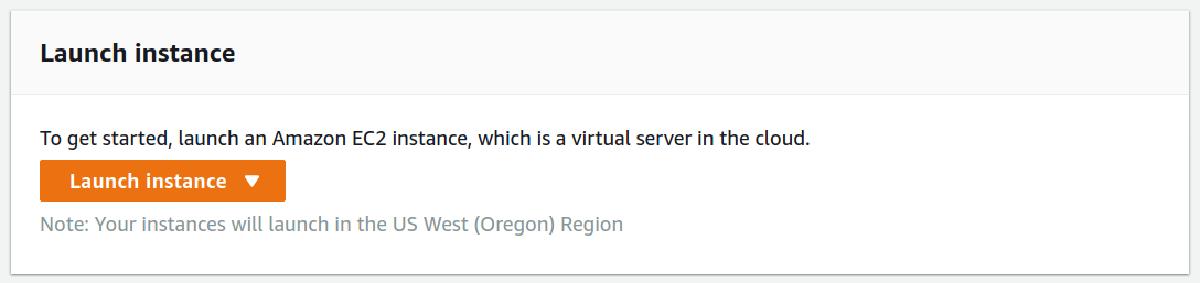 Launch instance
To get started, launch an Amazon EC2 instance, which is a virtual server in the cloud.
Launch instance
Note: Your instances will launch in the US West (Oregon) Region